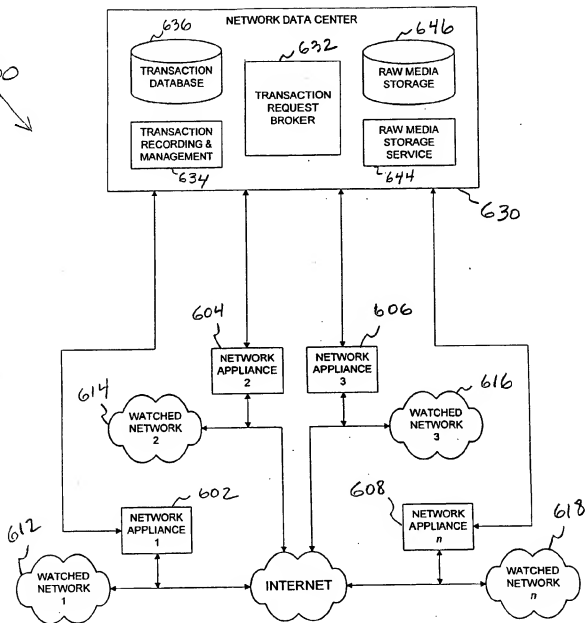 NETWORK DATA CENTER
636
632
646
TRANSACTION
DATABASE
TRANSACTION
REQUEST
BROKER
RAW MEDIA
STORAGE
TRANSACTION
RECORDING &
MANAGEMENT
634
RAW MEDIA
STORAGE
SERVICE
644
630
604
606
NETWORK
APPLIANCE
2
NETWORK
APPLIANCE
3
614
WATCHED
NETWORK
2
616
WATCHED
NETWORK
3
602
608
618
612
NETWORK
APPLIANCE
1
NETWORK
APPLIANCE
n
WATCHED
NETWORK
1
INTERNET
WATCHED
NETWORK
n